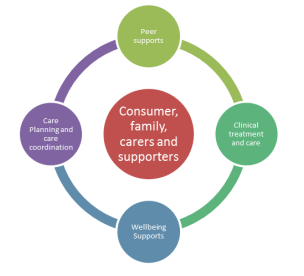 Peer
supports
Consumer,
family,
carers and
supporters
Care
Planning and
care
coordination
Clinical
treatment
and care
Wellbeing
Supports